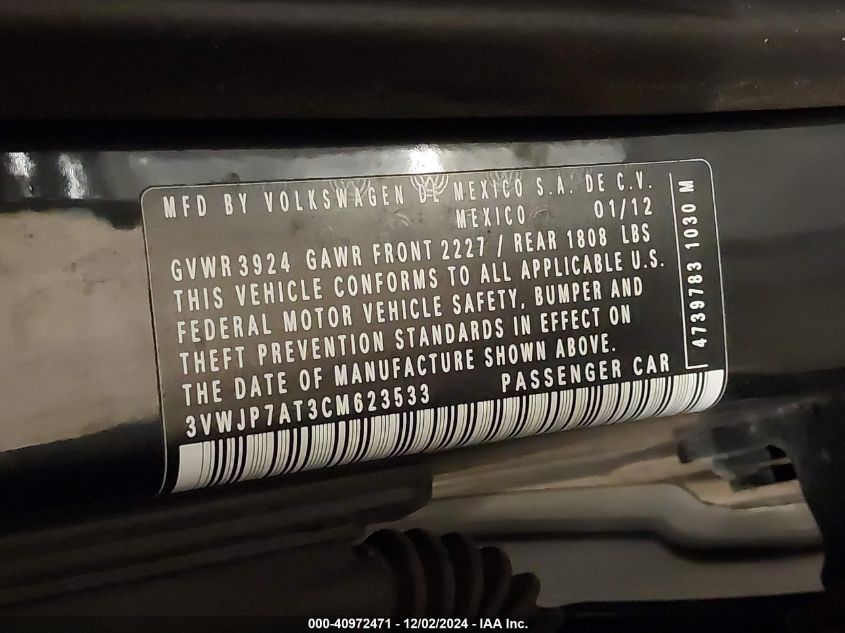 MFD BY VOLKSWAGEN DE MEXICO S.A. DE C.V.
MEXICO 01/12
GVWR 3924 GAWR FRONT 2227 / REAR 1808 LBS
THIS VEHICLE CONFORMS TO ALL APPLICABLE U.S.
FEDERAL MOTOR VEHICLE SAFETY, BUMPER AND
THEFT PREVENTION STANDARDS IN EFFECT ON
THE DATE OF MANUFACTURE SHOWN ABOVE.
3VWJP7AT3CM623533 PASSENGER CAR
4739783 1030 M
000-40972471 - 12/02/2024 - IAA Inc.